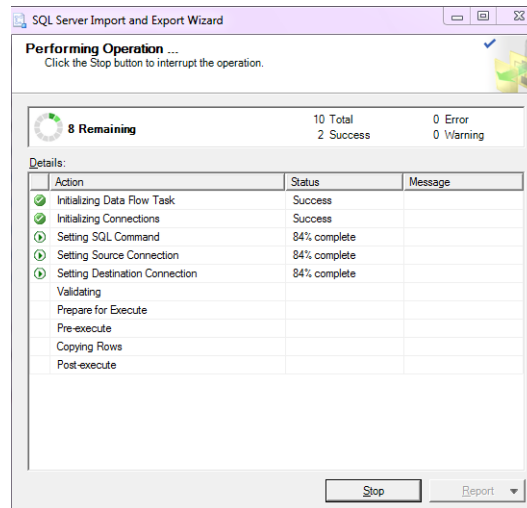 SQL Server Import and Export Wizard
Performing Operation ...
Click the Stop button to interrupt the operation.
8 Remaining
10 Total
0 Error
2 Success
0 Warning
Details:
Action Status Message
Initializing Data Flow Task Success
Initializing Connections Success
Setting SQL Command 84% complete
Setting Source Connection 84% complete
Setting Destination Connection 84% complete
Validating
Prepare for Execute
Pre-execute
Copying Rows
Post-execute
Stop
Report